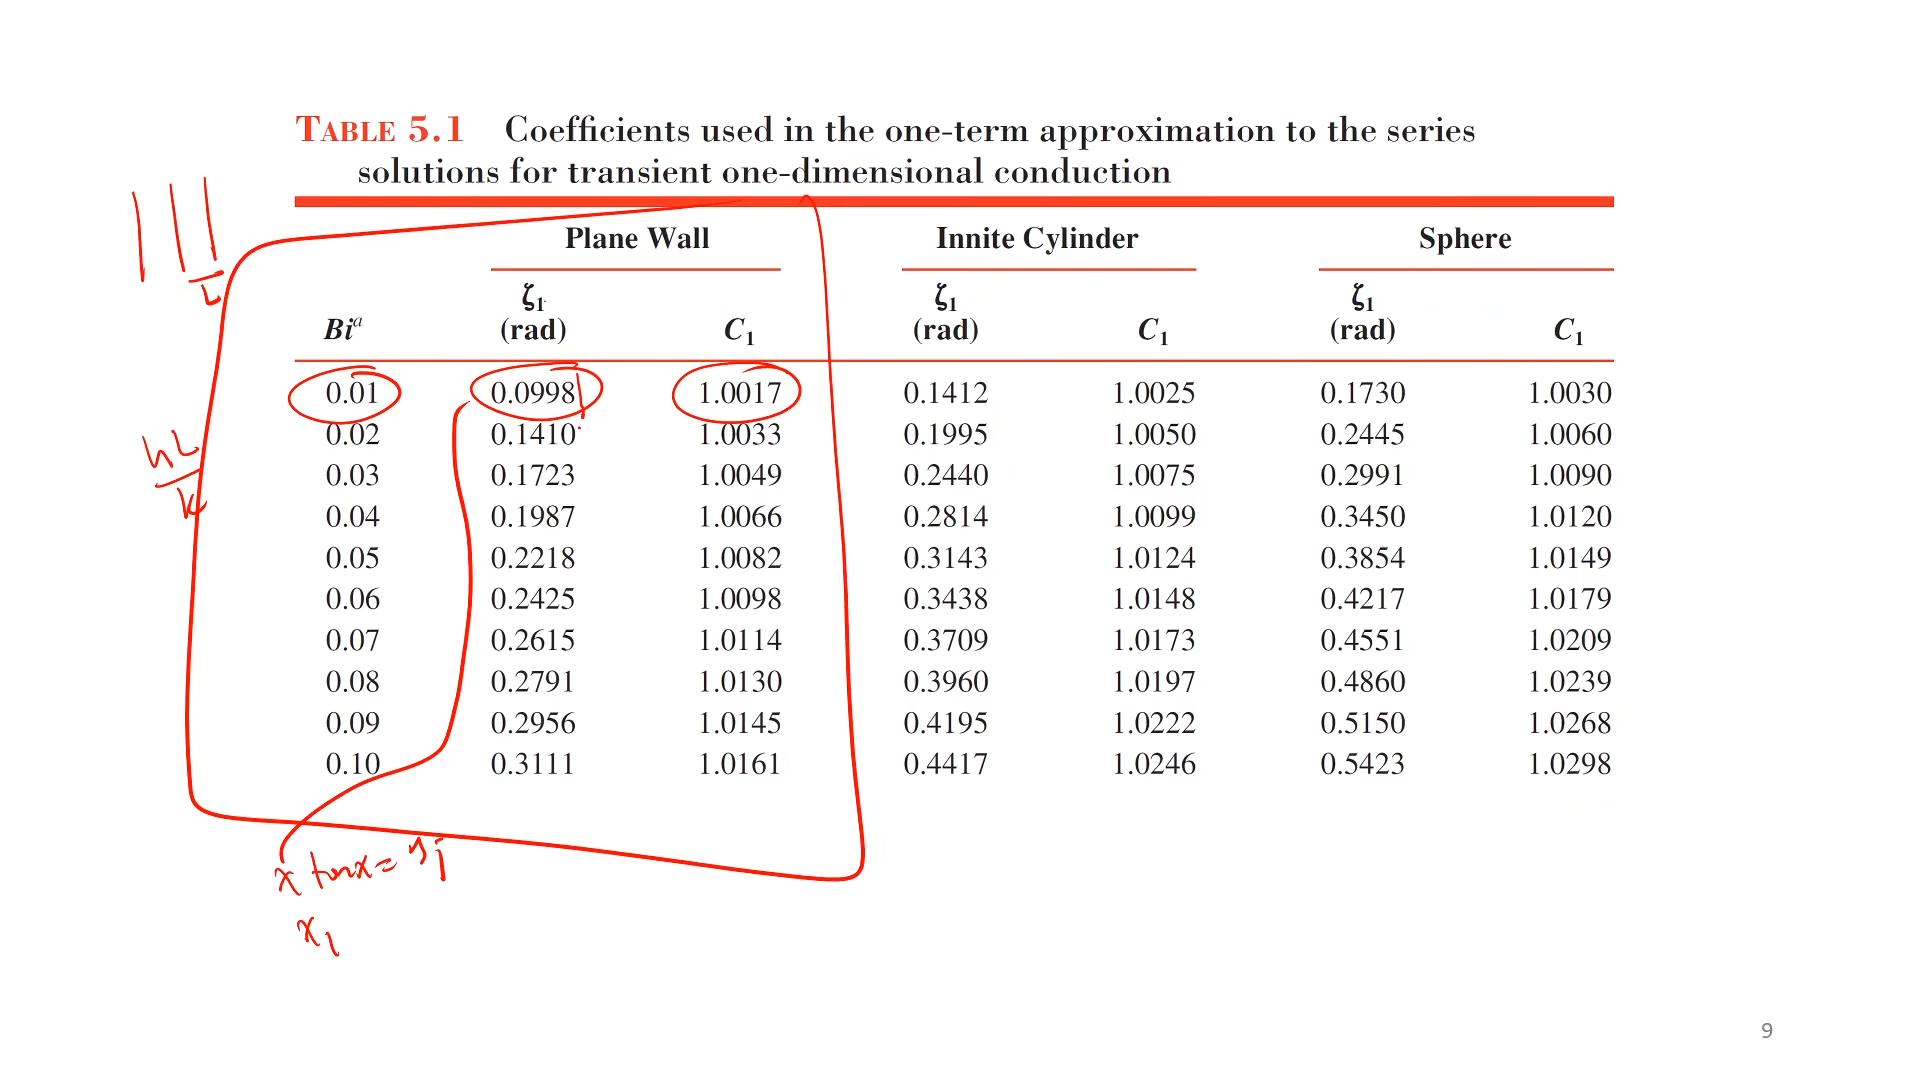 TABLE 5.1 Coefficients used in the one-term approximation to the series
solutions for transient one-dimensional conduction
Plane Wall Innite Cylinder Sphere
ζ1 ζ1 ζ1
Biᵃ (rad) C1 (rad) C1 (rad) C1
0.01 0.0998 1.0017 0.1412 1.0025 0.1730 1.0030
0.02 0.1410 1.0033 0.1995 1.0050 0.2445 1.0060
0.03 0.1723 1.0049 0.2440 1.0075 0.2991 1.0090
0.04 0.1987 1.0066 0.2814 1.0099 0.3450 1.0120
0.05 0.2218 1.0082 0.3143 1.0124 0.3854 1.0149
0.06 0.2425 1.0098 0.3438 1.0148 0.4217 1.0179
0.07 0.2615 1.0114 0.3709 1.0173 0.4551 1.0209
0.08 0.2791 1.0130 0.3960 1.0197 0.4860 1.0239
0.09 0.2956 1.0145 0.4195 1.0222 0.5150 1.0268
0.10 0.3111 1.0161 0.4417 1.0246 0.5423 1.0298
L
hL
K
x tanx =
x1
9